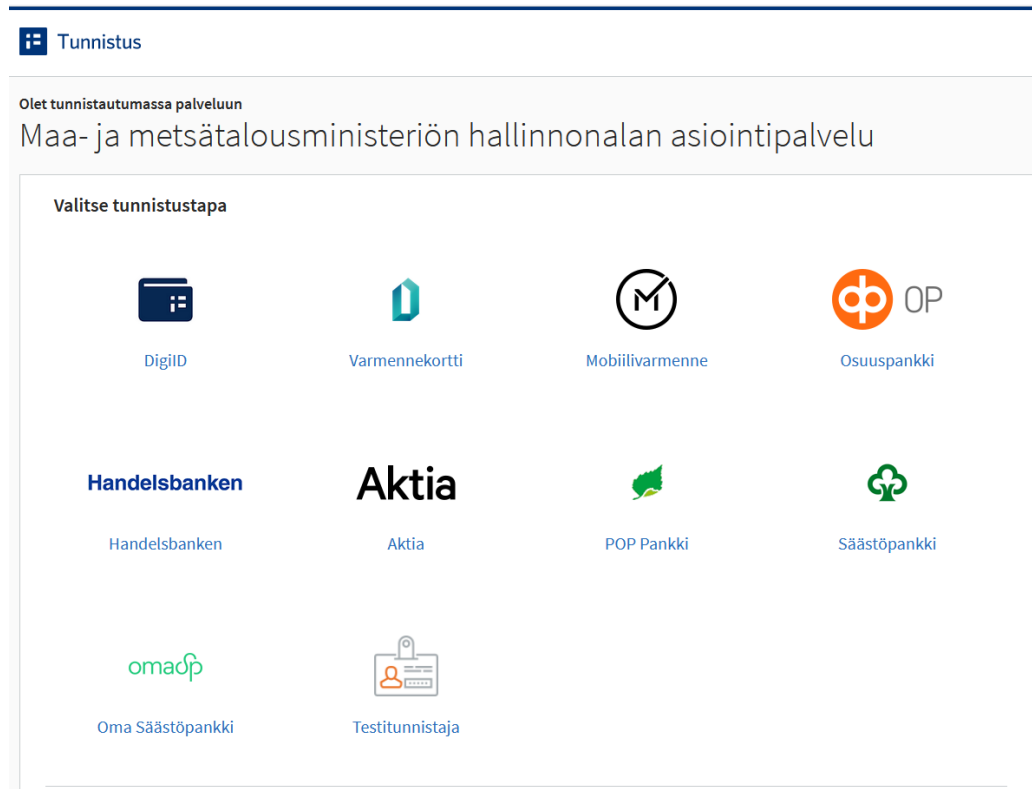 Tunnistus
Olet tunnistautumassa palveluun
Maa- ja metsätalousministeriön hallinnonalan asiointipalvelu
Valitse tunnistustapa
OP
DigiID
Varmennekortti
Mobiilivarmenne
Osuuspankki
Handelsbanken
Aktia
Handelsbanken
Aktia
POP Pankki
Säästöpankki
omasp
Oma Säästöpankki
Testitunnistaja